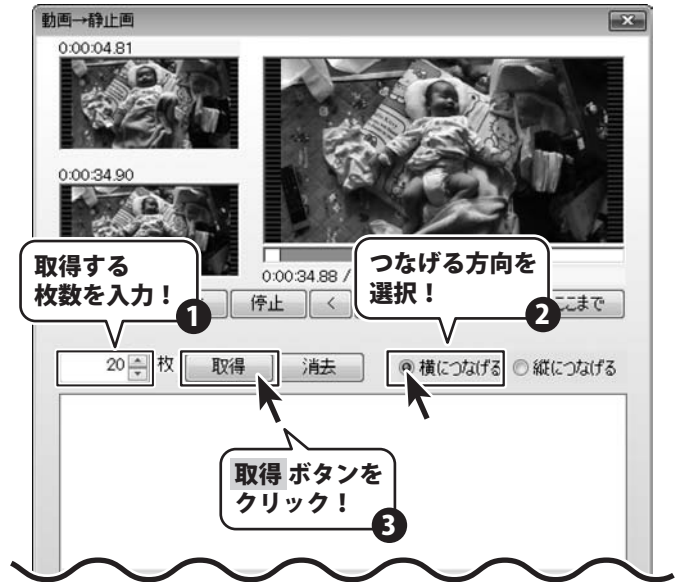 動画→静止画
0:00:04.81
0:00:34.90
取得する
枚数を入力！
1
0:00:34.88 /
つなげる方向を
選択！
2
停止
<
ここまで
20 枚
取得
消去
横につなげる
縦につなげる
取得 ボタンを
クリック！
3